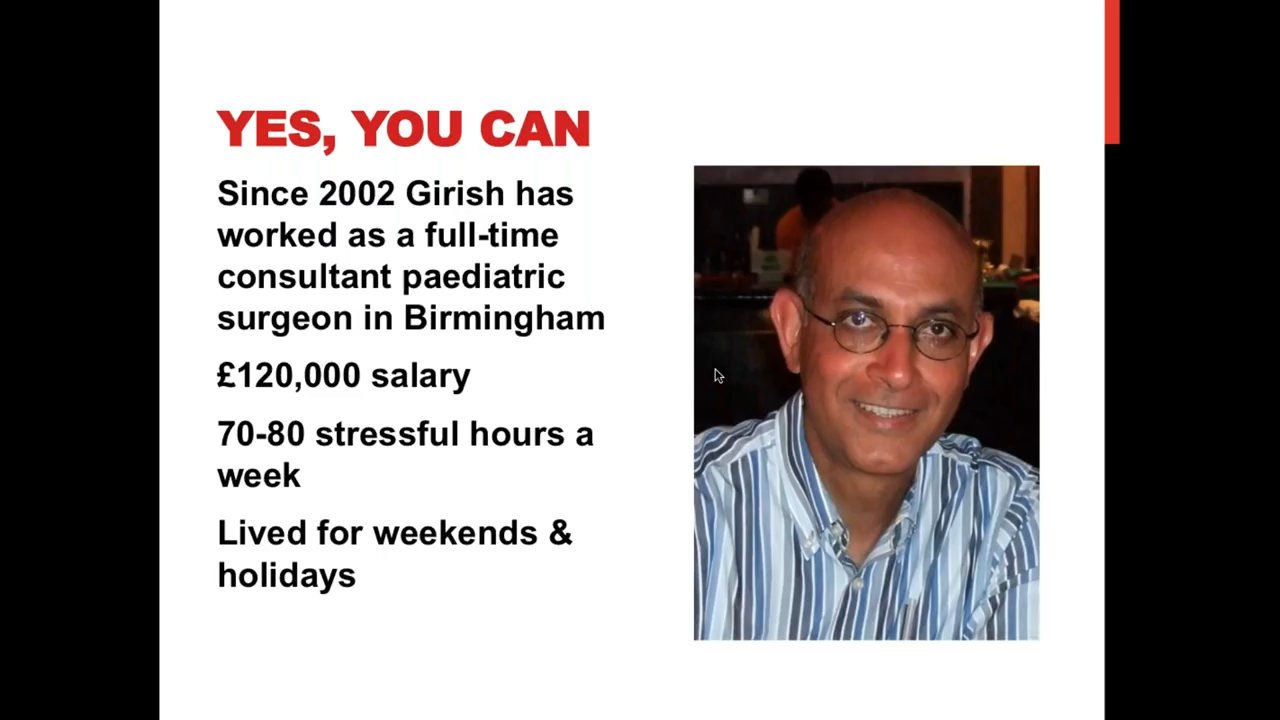 YES, YOU CAN
Since 2002 Girish has
worked as a full-time
consultant paediatric
surgeon in Birmingham
£120,000 salary
70-80 stressful hours a
week
Lived for weekends &
holidays